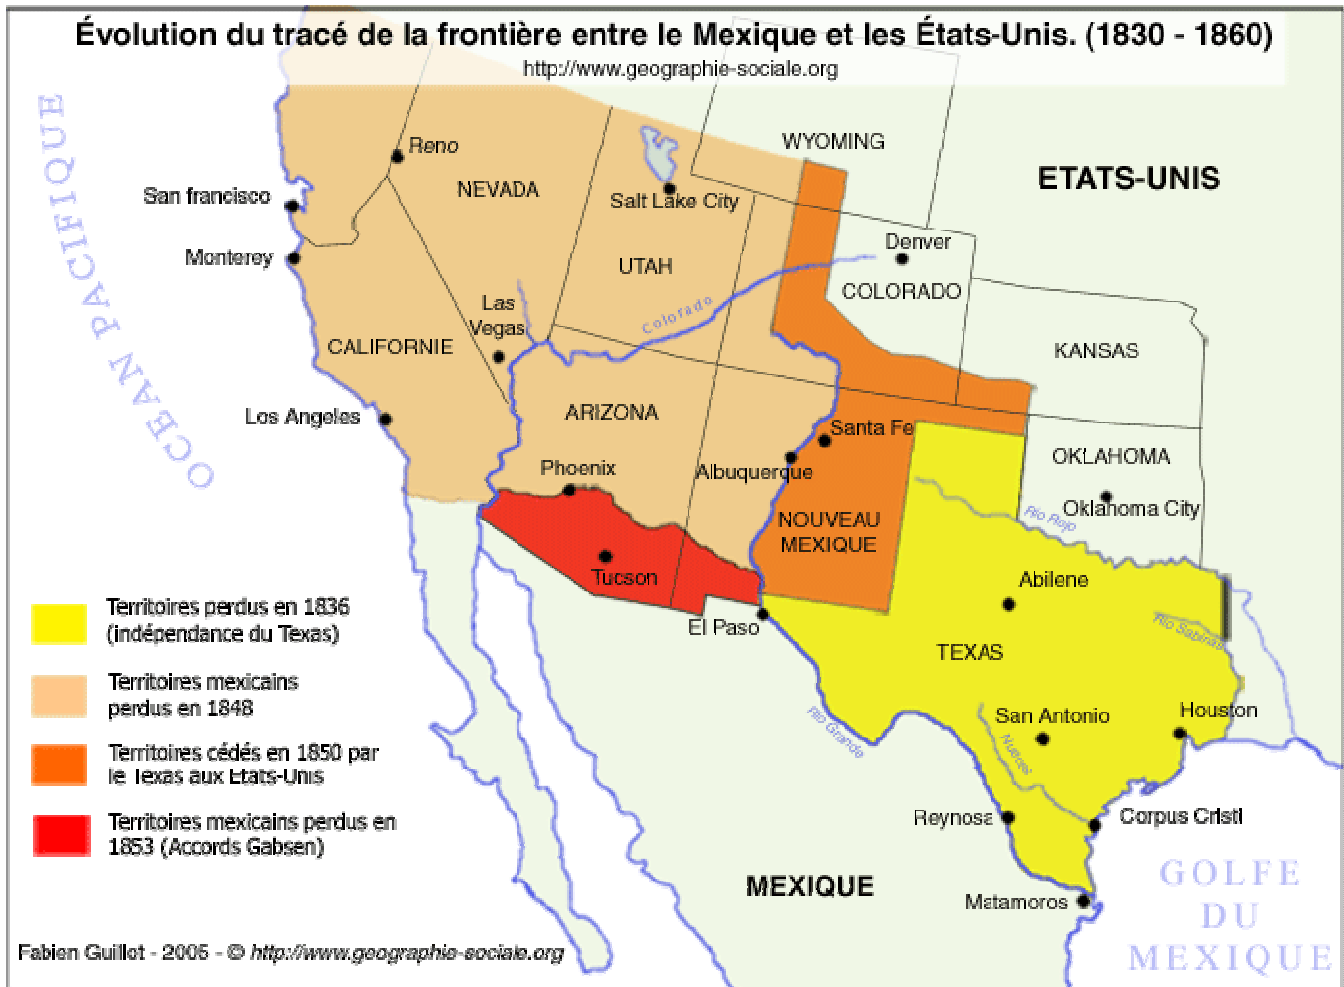 Évolution du tracé de la frontière entre le Mexique et les États-Unis. (1830 - 1860)
http://www.geographie-sociale.org
OCEAN PACIFIQUE
WYOMING
ETATS-UNIS
Reno
NEVADA
San francisco
Salt Lake City
Monterey
UTAH
Denver
COLORADO
Colorado
Las
Vegas
CALIFORNIE
KANSAS
Los Angeles
ARIZONA
Santa Fe
Phoenix
Albuquerque
OKLAHOMA
Oklahoma City
Rio Rojo
NOUVEAU
MEXIQUE
Tucson
Abilene
El Paso
Rio Sabinas
TEXAS
Territoires perdus en 1836
(indépendance du Texas)
Territoires mexicains
perdus en 1848
Territoires cédés en 1850 par
le Texas aux Etats-Unis
Territoires mexicains perdus en
1853 (Accords Gabsen)
San Antonio
Houston
Rio Grande
Nueces
Reynosa
Corpus Cristi
MEXIQUE
Matamoros
GOLFE
DU
MEXIQUE
Fabien Guillot - 2005 - © http://www.geographie-sociale.org